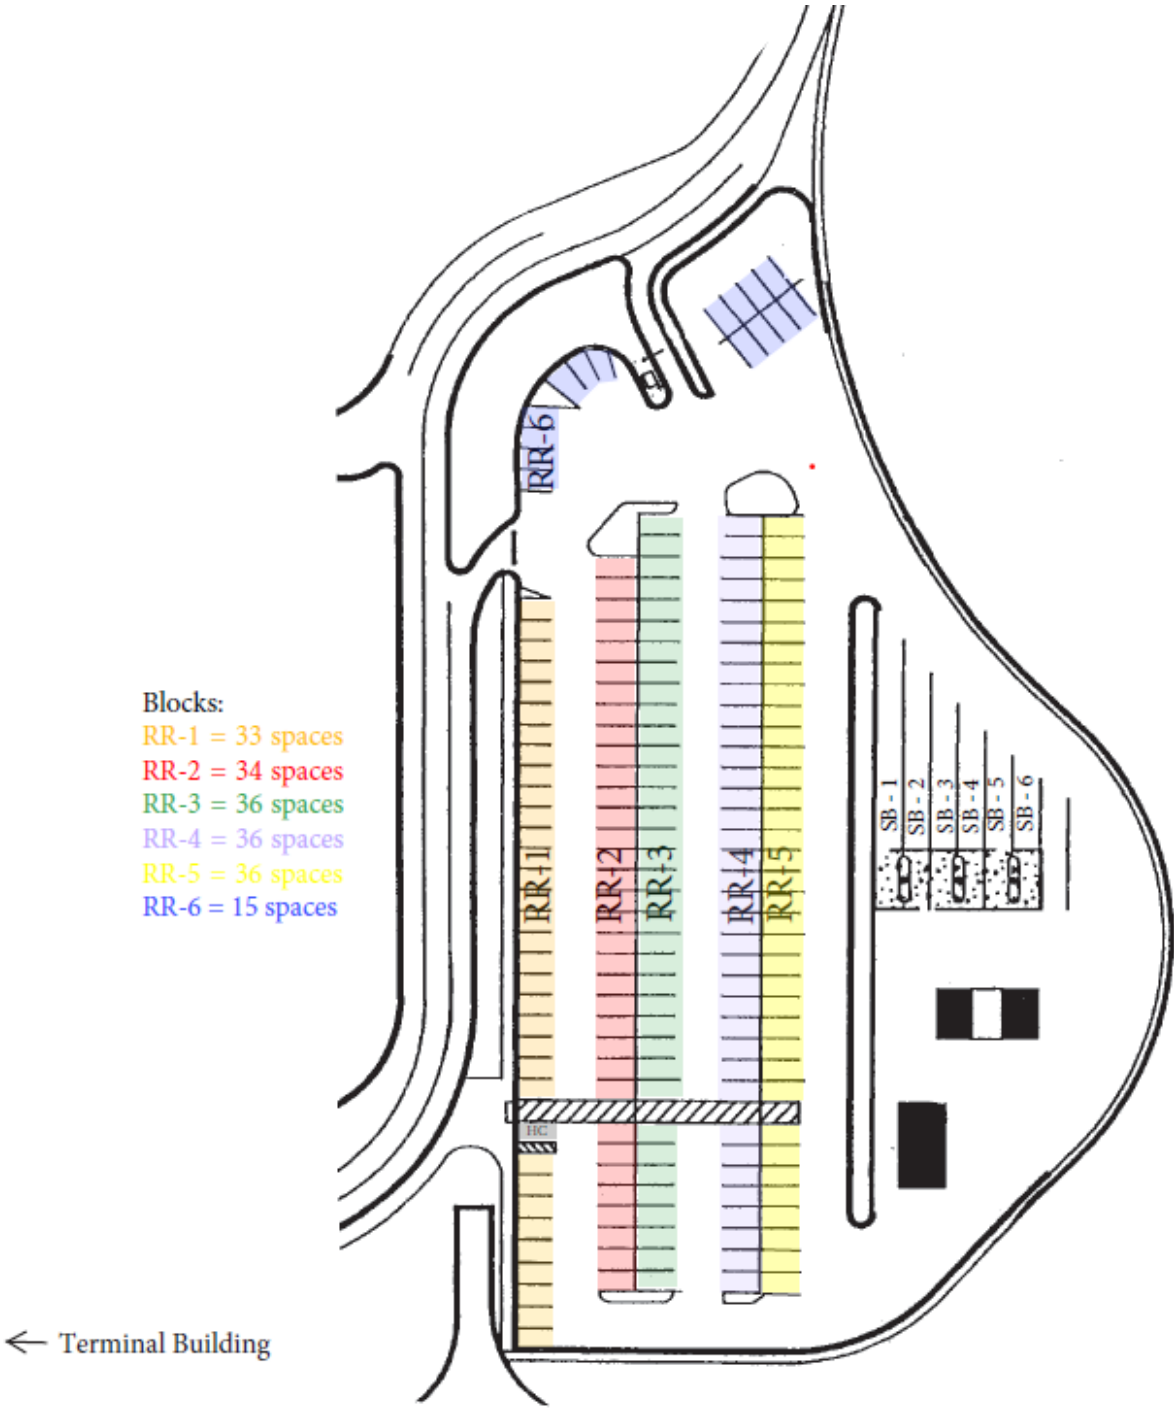 RR-6
Blocks:
RR-1 = 33 spaces
RR-2 = 34 spaces
RR-3 = 36 spaces
RR-4 = 36 spaces
RR-5 = 36 spaces
RR-6 = 15 spaces
RR-1
RR-2
RR-3
RR-4
RR-5
SB - 1
SB - 2
SB - 3
SB - 4
SB - 5
SB - 6
HC
← Terminal Building